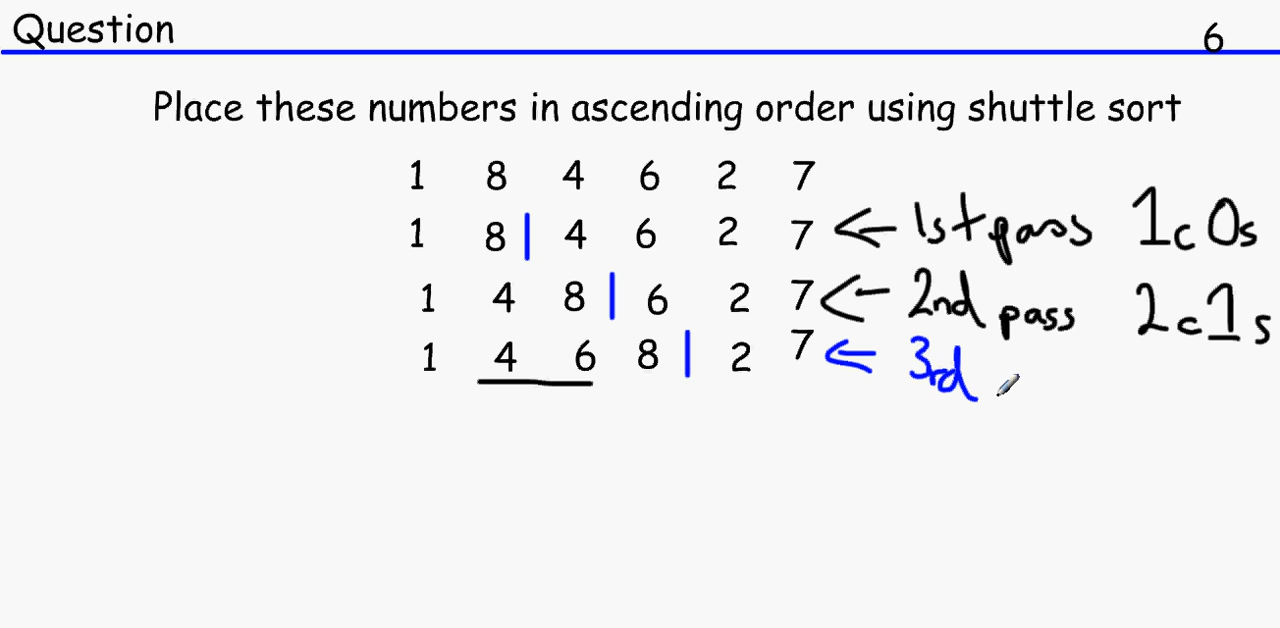 Question 6
Place these numbers in ascending order using shuttle sort
1 8 4 6 2 7
1 8 | 4 6 2 7 ← 1st pass 1c 0s
1 4 8 | 6 2 7 ← 2nd pass 2c 1s
1 4 6 8 | 2 7 ← 3rd